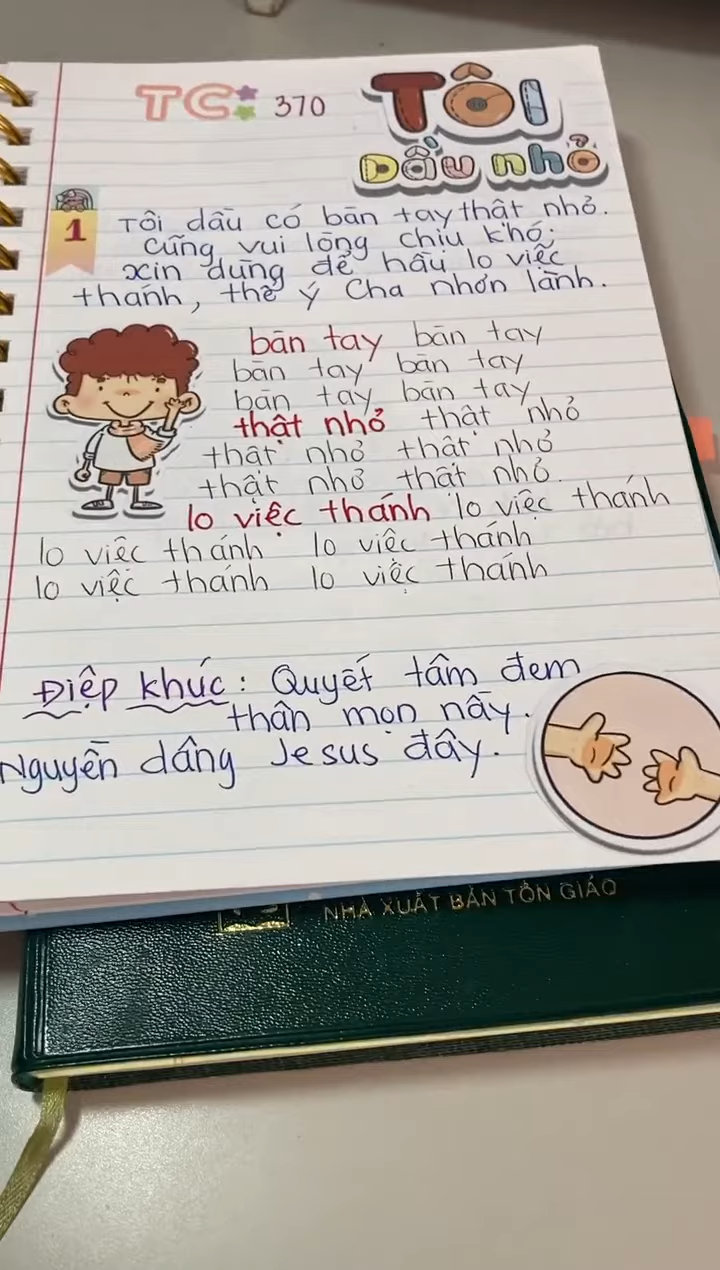 TC: 370
Tôi
Dầu nhỏ
1
Tôi dầu có bàn tay thật nhỏ.
Cũng vui lòng chịu khó;
xin dùng để hầu lo việc
thánh, thể ý Cha nhơn lành.
bàn tay bàn tay
bàn tay bàn tay
bàn tay bàn tay
thật nhỏ thật nhỏ
thật nhỏ thật nhỏ
thật nhỏ thật nhỏ.
lo việc thánh lo việc thánh
lo việc thánh lo việc thánh
lo việc thánh lo việc thánh
Điệp khúc: Quyết tâm đem
thân mọn nầy.
Nguyền dâng Jesus đây.
NHÀ XUẤT BẢN TÔN GIÁO